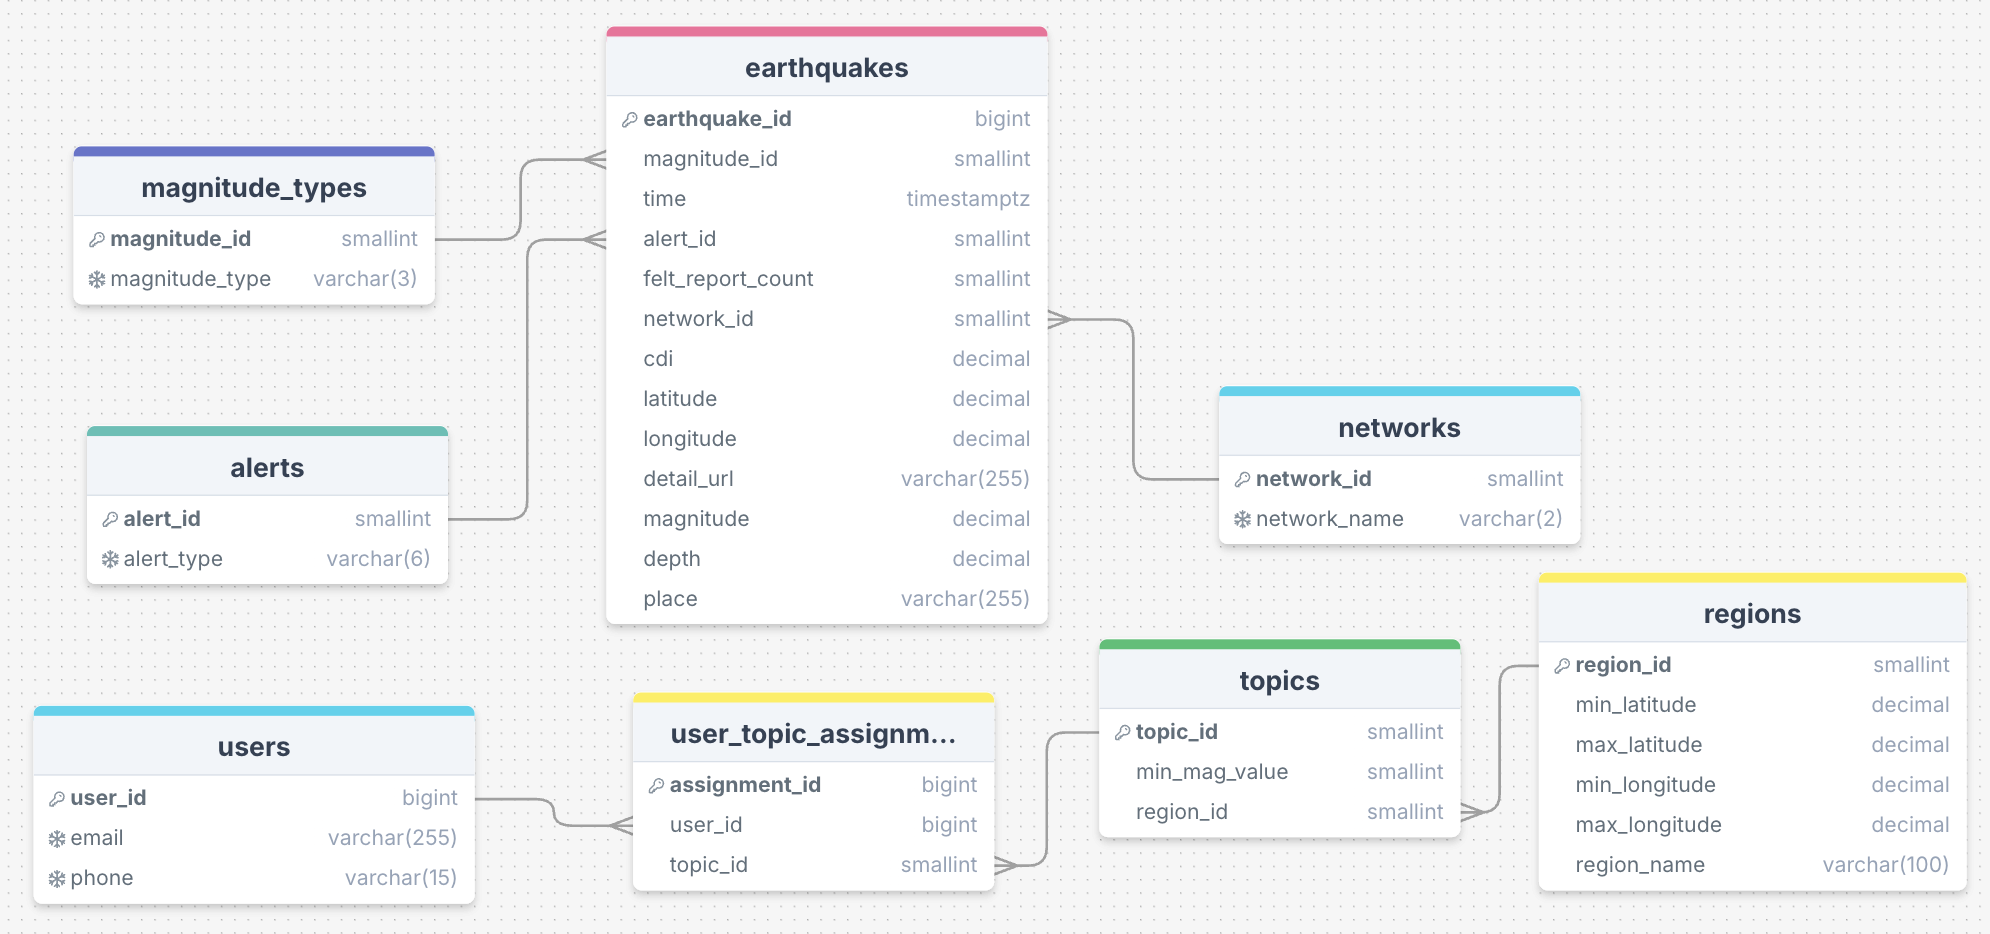 earthquakes
earthquake_id bigint
magnitude_id smallint
time timestamptz
alert_id smallint
felt_report_count smallint
network_id smallint
cdi decimal
latitude decimal
longitude decimal
detail_url varchar(255)
magnitude decimal
depth decimal
place varchar(255)
magnitude_types
magnitude_id smallint
magnitude_type varchar(3)
alerts
alert_id smallint
alert_type varchar(6)
networks
network_id smallint
network_name varchar(2)
regions
region_id smallint
min_latitude decimal
max_latitude decimal
min_longitude decimal
max_longitude decimal
region_name varchar(100)
topics
topic_id smallint
min_mag_value smallint
region_id smallint
user_topic_assignm...
assignment_id bigint
user_id bigint
topic_id smallint
users
user_id bigint
email varchar(255)
phone varchar(15)